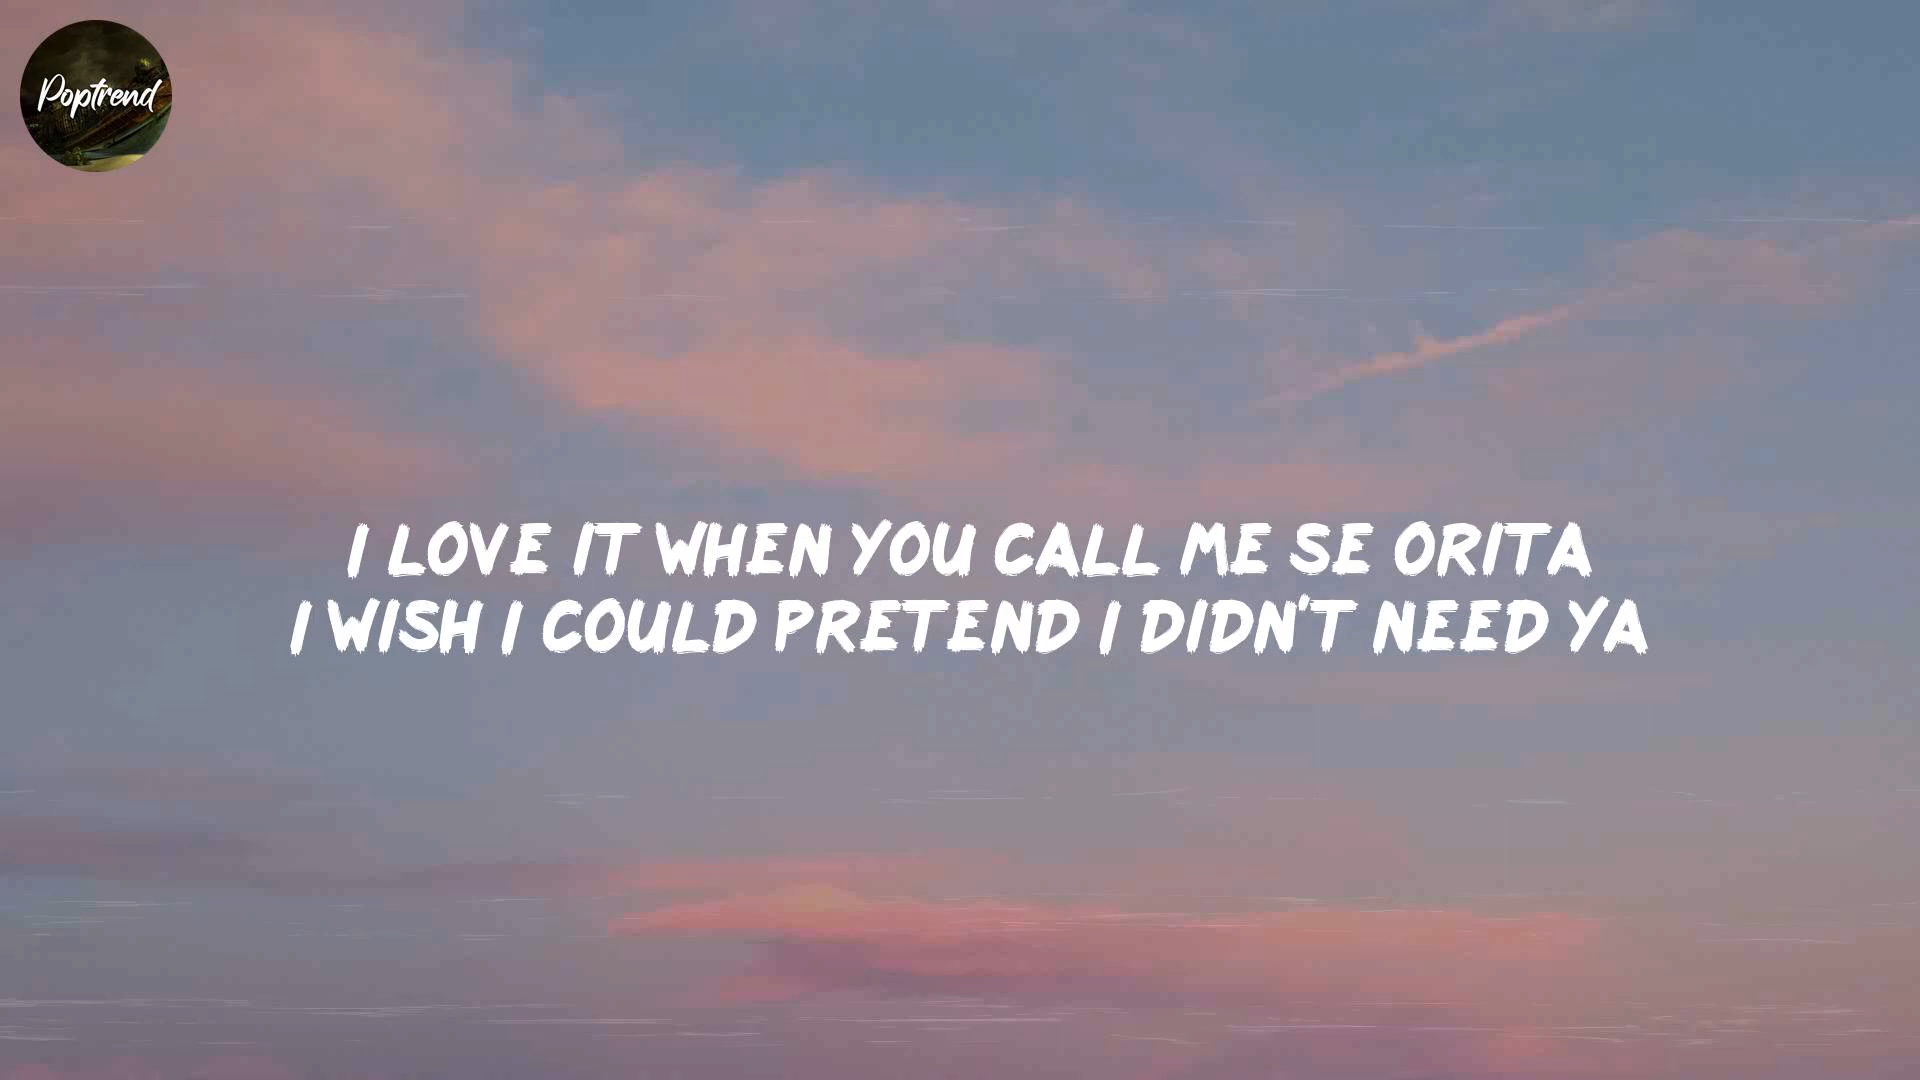 Poptrend
I LOVE IT WHEN YOU CALL ME SE ORITA
I WISH I COULD PRETEND I DIDN'T NEED YA